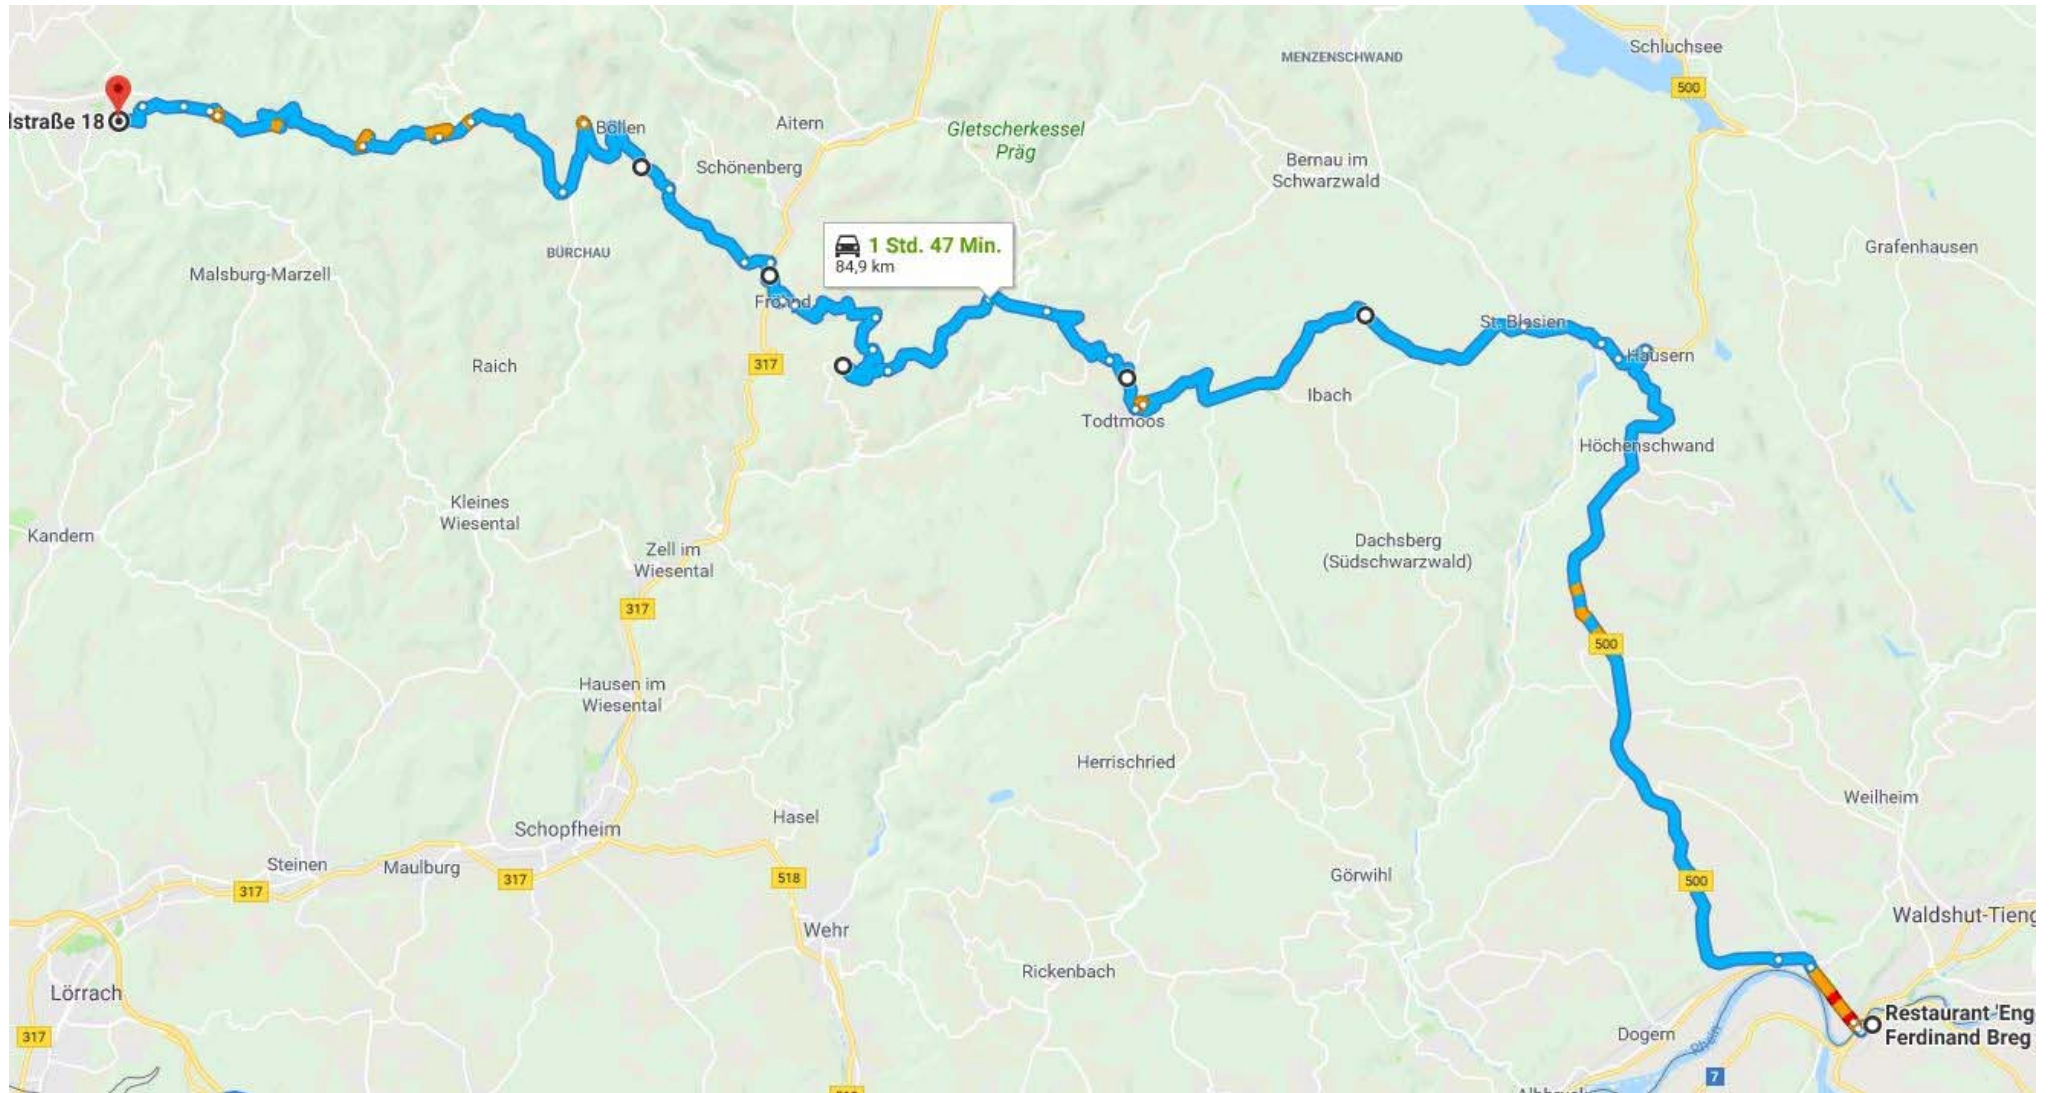 Schluchsee
MENZENSCHWAND
500
lstraße 18
Böllen
Aitern
Gletscherkessel
Präg
Schönenberg
Bernau im
Schwarzwald
1 Std. 47 Min.
84,9 km
Grafenhausen
BÜRCHAU
Malsburg-Marzell
St. Blasien
Häusern
317
Raich
Ibach
Todtmoos
Höchenschwand
Kleines
Wiesental
Kandern
Zell im
Wiesental
Dachsberg
(Südschwarzwald)
317
500
Hausen im
Wiesental
Herrischried
Weilheim
Hasel
Schopfheim
Steinen
Maulburg
317
317
518
Görwihl
500
Waldshut-Tieng
Wehr
Rickenbach
Lörrach
317
Restaurant 'Eng
Ferdinand Breg
Dogern
Rhein
7